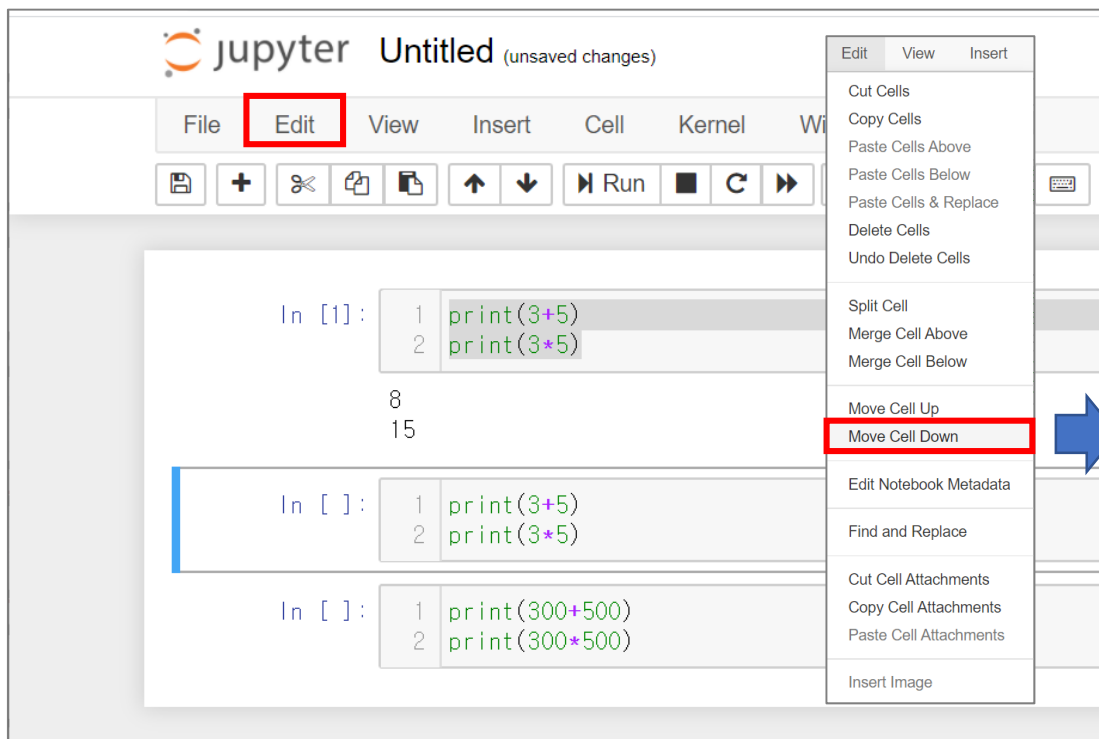 jupyter Untitled (unsaved changes)
File Edit View Insert Cell Kernel Wi
Run
In [1]: 1 print(3+5)
2 print(3*5)
8
15
In [ ]: 1 print(3+5)
2 print(3*5)
In [ ]: 1 print(300+500)
2 print(300*500)
Edit View Insert
Cut Cells
Copy Cells
Paste Cells Above
Paste Cells Below
Paste Cells & Replace
Delete Cells
Undo Delete Cells
Split Cell
Merge Cell Above
Merge Cell Below
Move Cell Up
Move Cell Down
Edit Notebook Metadata
Find and Replace
Cut Cell Attachments
Copy Cell Attachments
Paste Cell Attachments
Insert Image